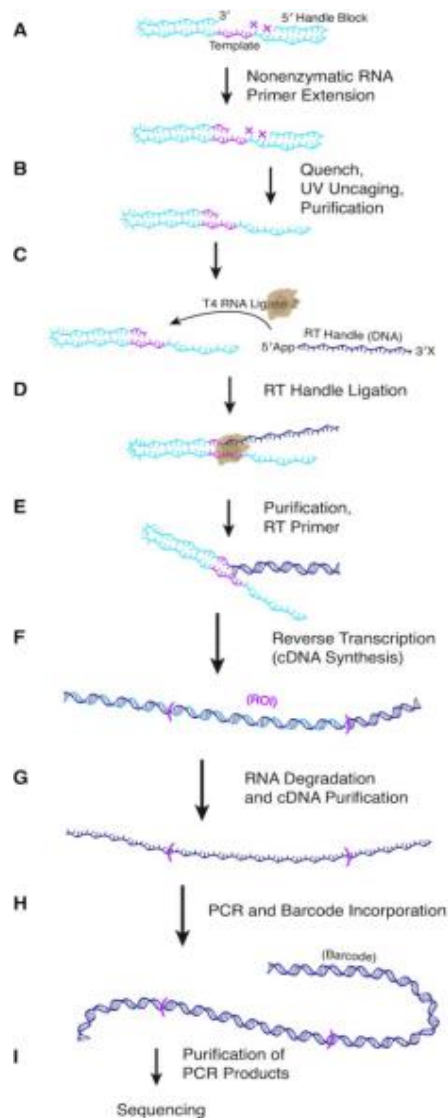 A
3′
5′ Handle Block
Template
Nonenzymatic RNA
Primer Extension
B
Quench,
UV Uncaging,
Purification
C
T4 RNA Ligase 2
RT Handle (DNA)
5′App
3′X
D
RT Handle Ligation
E
Purification,
RT Primer
F
Reverse Transcription
(cDNA Synthesis)
(ROI)
G
RNA Degradation
and cDNA Purification
H
PCR and Barcode Incorporation
(Barcode)
I
Purification of
PCR Products
Sequencing